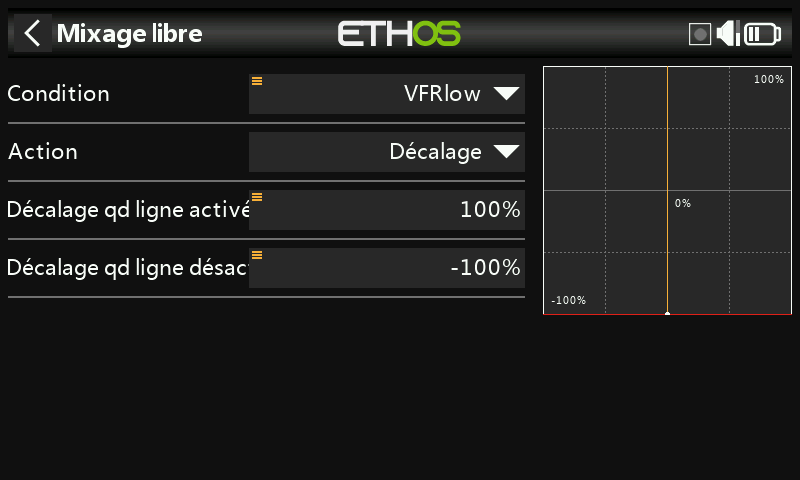 Mixage libre
ETHOS
Condition
VFRlow
Action
Décalage
Décalage qd ligne activé
100%
Décalage qd ligne désac
-100%
100%
0%
-100%